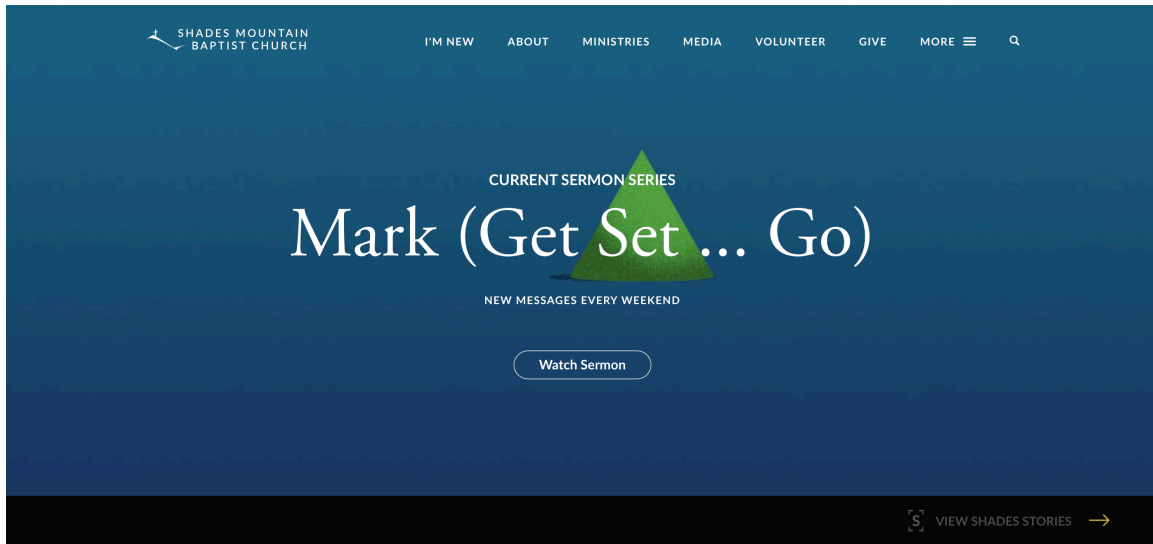 SHADES MOUNTAIN
BAPTIST CHURCH
I'M NEW ABOUT MINISTRIES MEDIA VOLUNTEER GIVE MORE
CURRENT SERMON SERIES
Mark (Get Set ... Go)
NEW MESSAGES EVERY WEEKEND
Watch Sermon
S VIEW SHADES STORIES